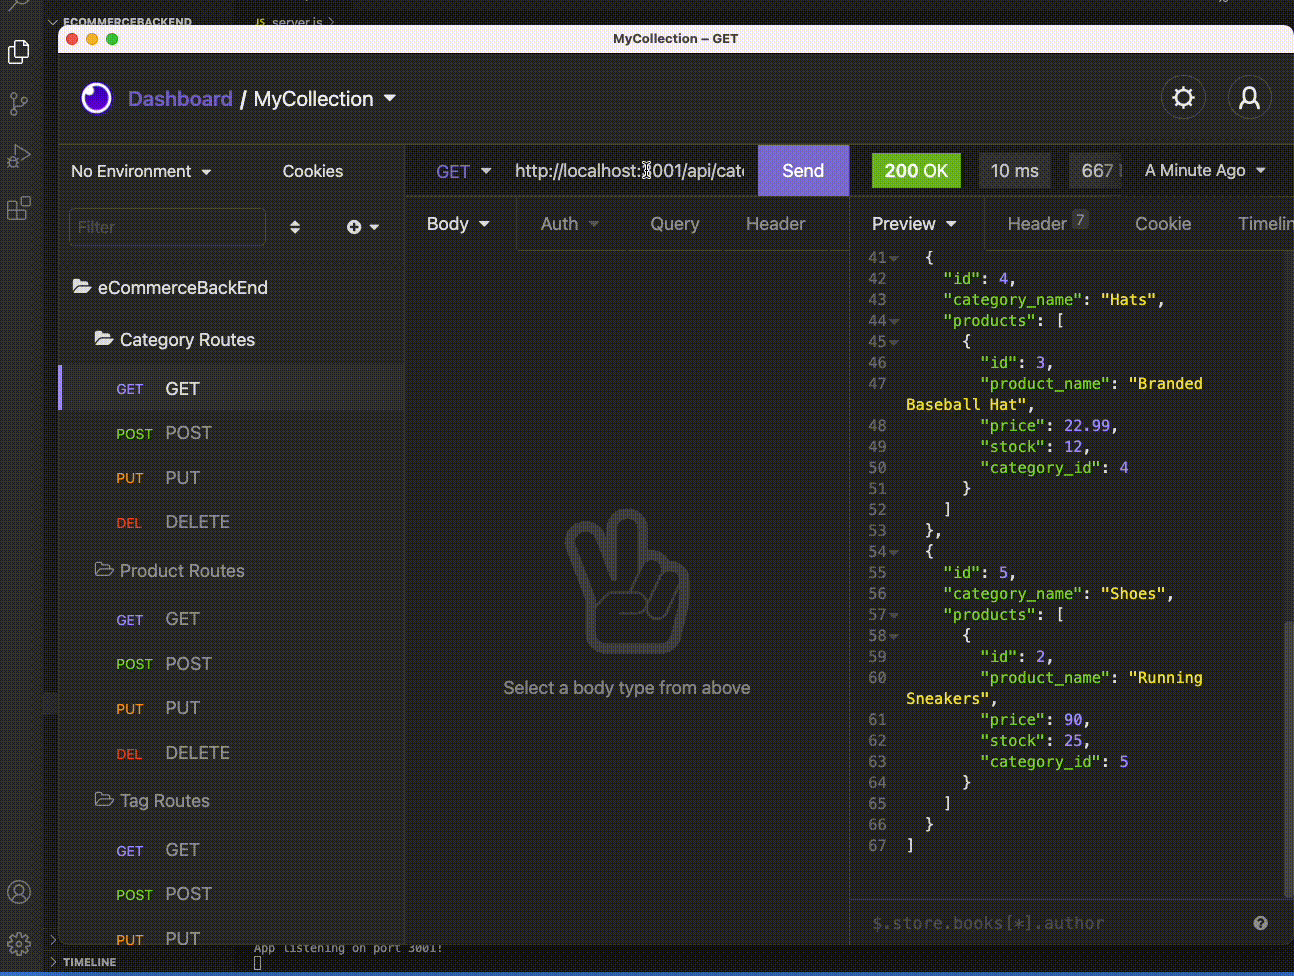 ECOMMERCEBACKEND
JS server.js >
MyCollection – GET
Dashboard / MyCollection
No Environment
Cookies
GET
http://localhost:3001/api/cate
Send
200 OK
10 ms
667
A Minute Ago
Filter
Body
Auth
Query
Header
Preview
Header 7
Cookie
Timelin
eCommerceBackEnd
Category Routes
GET GET
POST POST
PUT PUT
DEL DELETE
Product Routes
GET GET
POST POST
PUT PUT
DEL DELETE
Tag Routes
GET GET
POST POST
PUT PUT
Select a body type from above
41 {
42 "id": 4,
43 "category_name": "Hats",
44 "products": [
45 {
46 "id": 3,
47 "product_name": "Branded
Baseball Hat",
48 "price": 22.99,
49 "stock": 12,
50 "category_id": 4
51 }
52 ]
53 },
54 {
55 "id": 5,
56 "category_name": "Shoes",
57 "products": [
58 {
59 "id": 2,
60 "product_name": "Running
Sneakers",
61 "price": 90,
62 "stock": 25,
63 "category_id": 5
64 }
65 ]
66 }
67 ]
$.store.books[*].author
App listening on port 3001!
TIMELINE